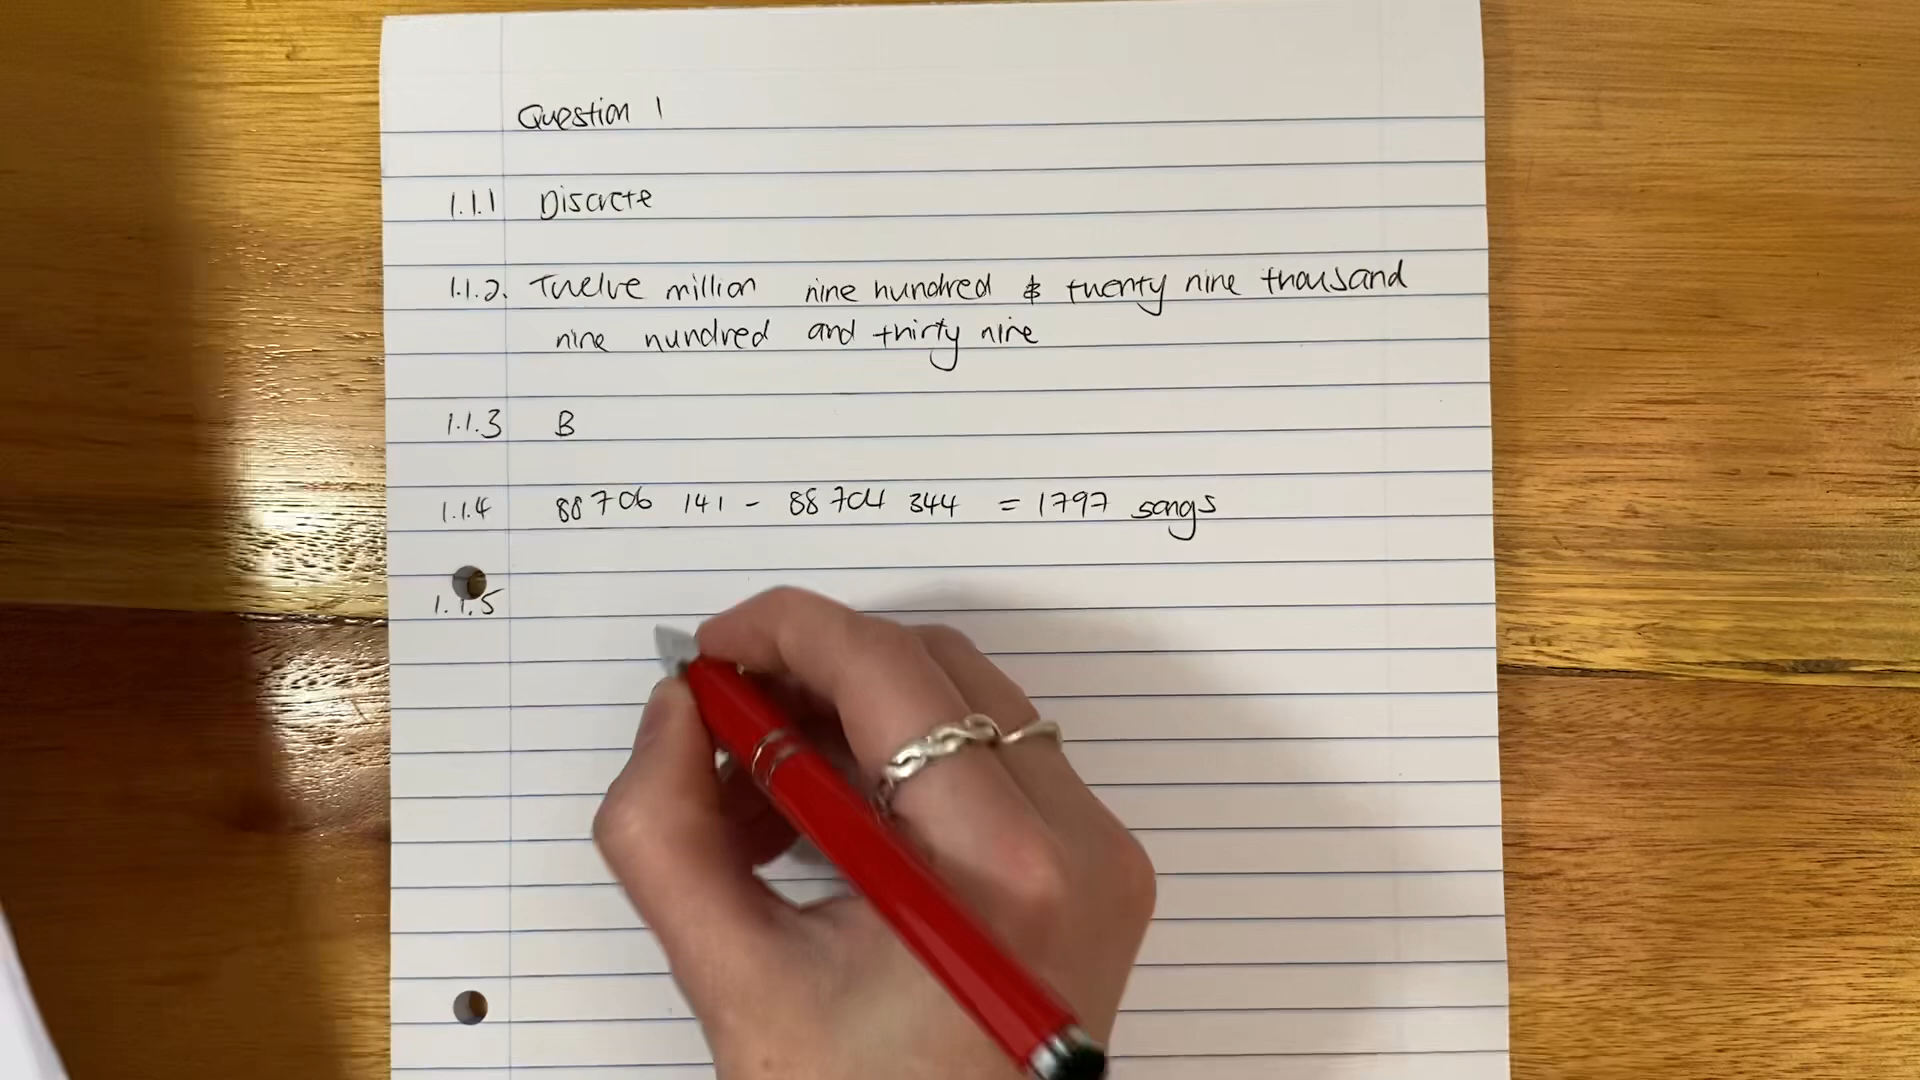 Question 1
1.1.1 Discrete
1.1.2. Twelve million nine hundred & twenty nine thousand
nine hundred and thirty nine
1.1.3 B
1.1.4 88 706 141 - 88 704 344 = 1797 songs
1.1.5